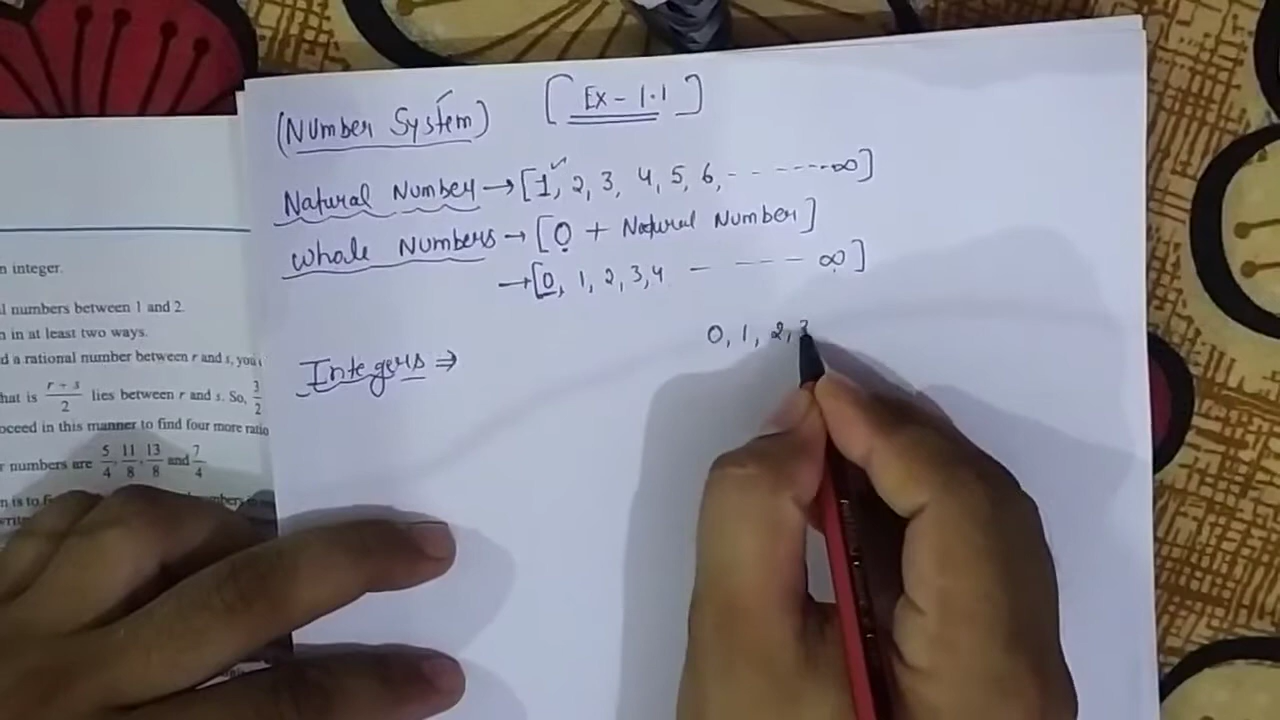 (Number System) [Ex - 1.1]
Natural Number → [1, 2, 3, 4, 5, 6, - - - - - - - ∞]
Whole Numbers → [0 + Natural Number]
→ [0, 1, 2, 3, 4 - - - - ∞]
0, 1, 2, 3
Integers ⇒
n integer.
l numbers between 1 and 2.
n in at least two ways.
d a rational number between r and s, you
hat is (r + s)/2 lies between r and s. So, 3/2
oceed in this manner to find four more ratio
r numbers are 5/4, 11/8, 13/8 and 7/4
n is to